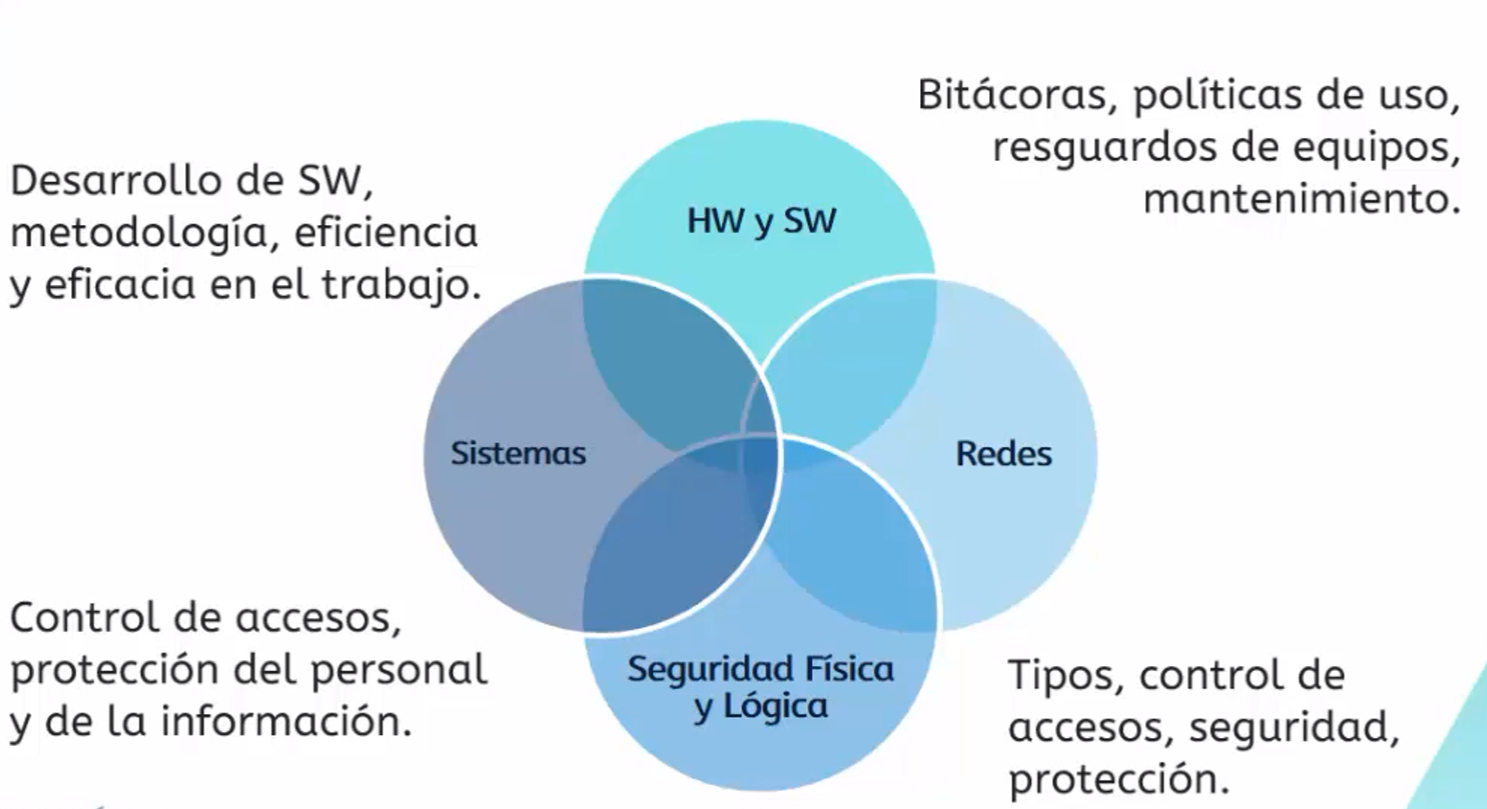 Bitácoras, políticas de uso,
resguardos de equipos,
mantenimiento.
Desarrollo de SW,
metodología, eficiencia
y eficacia en el trabajo.
HW y SW
Sistemas
Redes
Control de accesos,
protección del personal
y de la información.
Seguridad Física
y Lógica
Tipos, control de
accesos, seguridad,
protección.